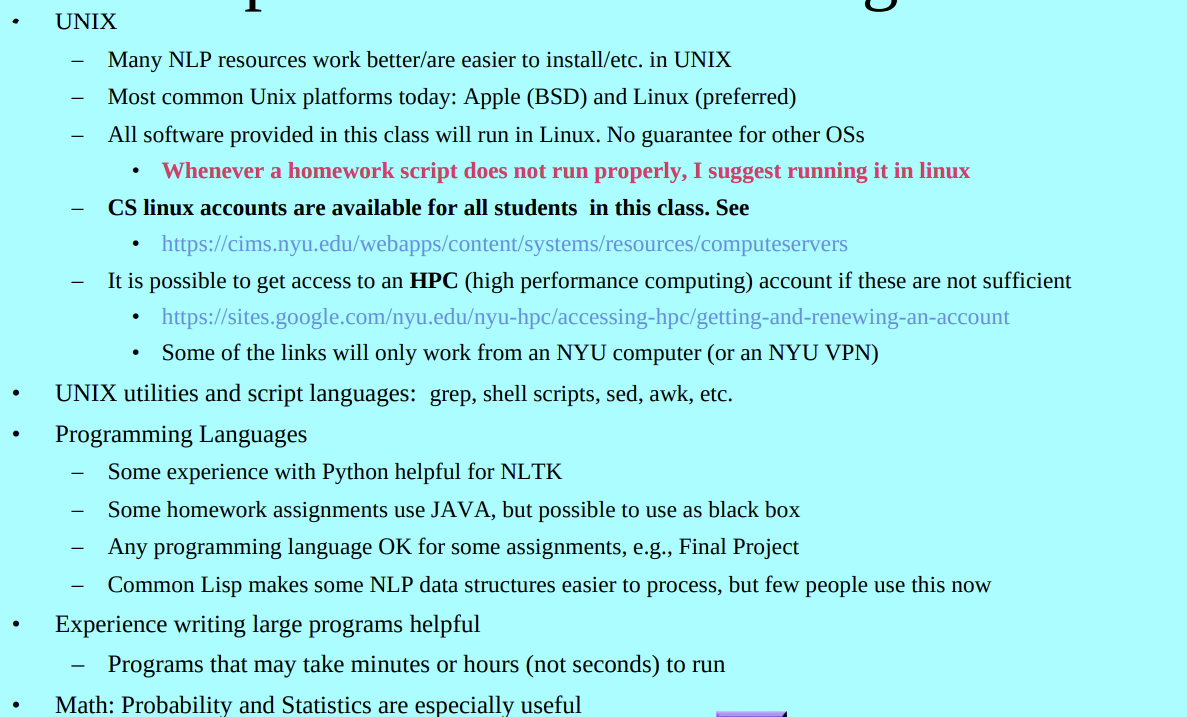 • UNIX
– Many NLP resources work better/are easier to install/etc. in UNIX
– Most common Unix platforms today: Apple (BSD) and Linux (preferred)
– All software provided in this class will run in Linux. No guarantee for other OSs
• Whenever a homework script does not run properly, I suggest running it in linux
– CS linux accounts are available for all students  in this class. See
• https://cims.nyu.edu/webapps/content/systems/resources/computeservers
– It is possible to get access to an HPC (high performance computing) account if these are not sufficient
• https://sites.google.com/nyu.edu/nyu-hpc/accessing-hpc/getting-and-renewing-an-account
• Some of the links will only work from an NYU computer (or an NYU VPN)
• UNIX utilities and script languages:  grep, shell scripts, sed, awk, etc.
• Programming Languages
– Some experience with Python helpful for NLTK
– Some homework assignments use JAVA, but possible to use as black box
– Any programming language OK for some assignments, e.g., Final Project
– Common Lisp makes some NLP data structures easier to process, but few people use this now
• Experience writing large programs helpful
– Programs that may take minutes or hours (not seconds) to run
• Math: Probability and Statistics are especially useful